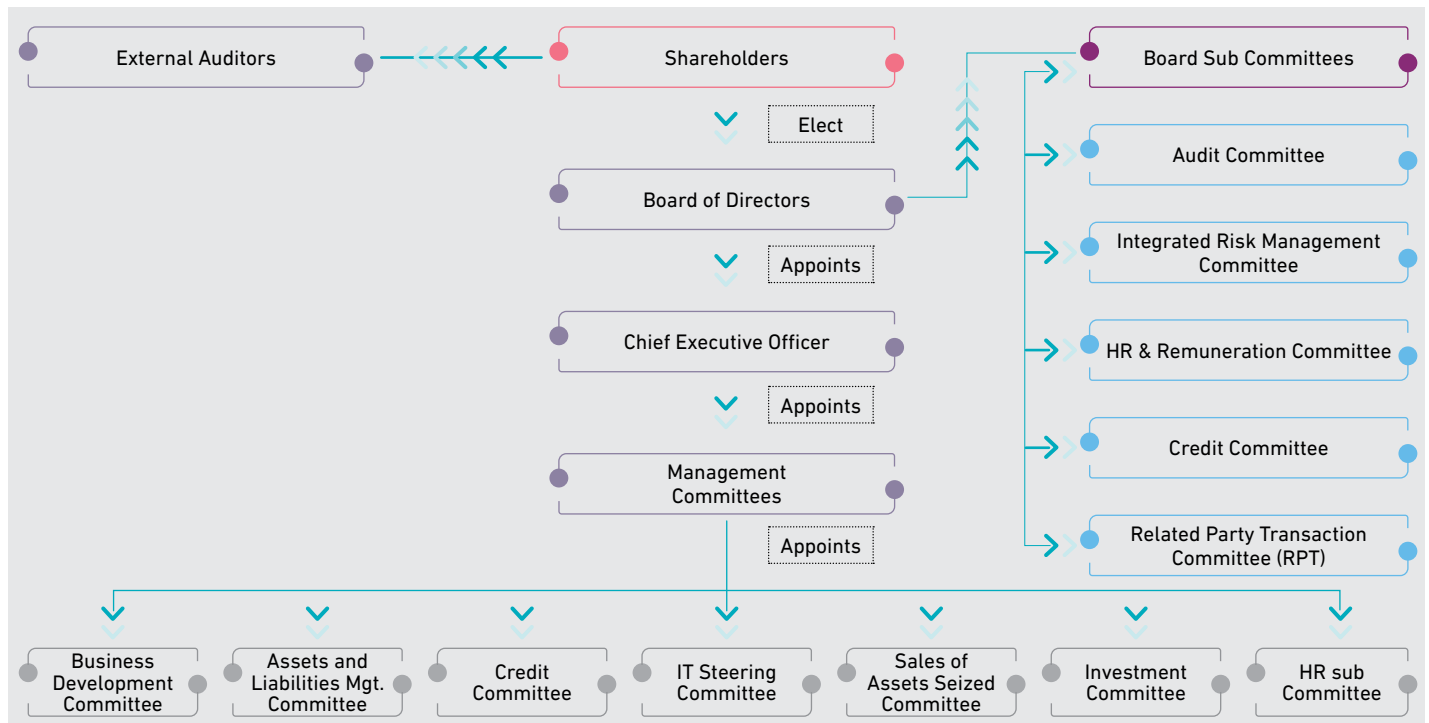 External Auditors
Shareholders
Board Sub Committees
Elect
Audit Committee
Board of Directors
Integrated Risk Management
Committee
Appoints
Chief Executive Officer
HR & Remuneration Committee
Appoints
Credit Committee
Management
Committees
Appoints
Related Party Transaction
Committee (RPT)
Business
Development
Committee
Assets and
Liabilities Mgt.
Committee
Credit
Committee
IT Steering
Committee
Sales of
Assets Seized
Committee
Investment
Committee
HR sub
Committee